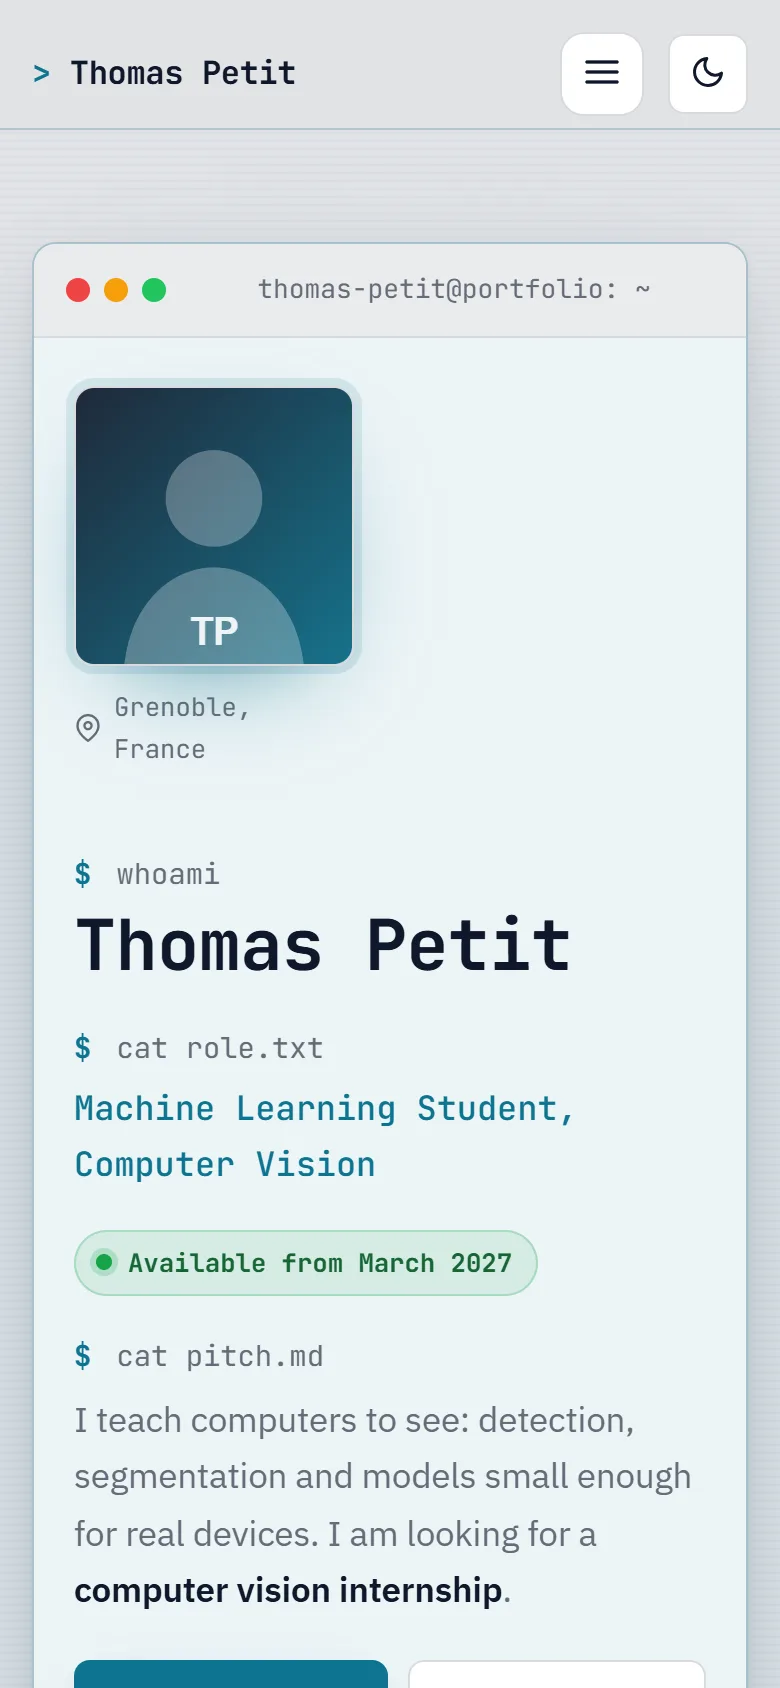 > Thomas Petit
thomas-petit@portfolio: ~
TP
Grenoble,
France
$ whoami
Thomas Petit
$ cat role.txt
Machine Learning Student,
Computer Vision
Available from March 2027
$ cat pitch.md
I teach computers to see: detection,
segmentation and models small enough
for real devices. I am looking for a
computer vision internship.